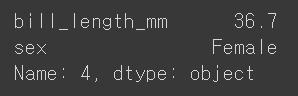 bill_length_mm      36.7
sex               Female
Name: 4, dtype: object